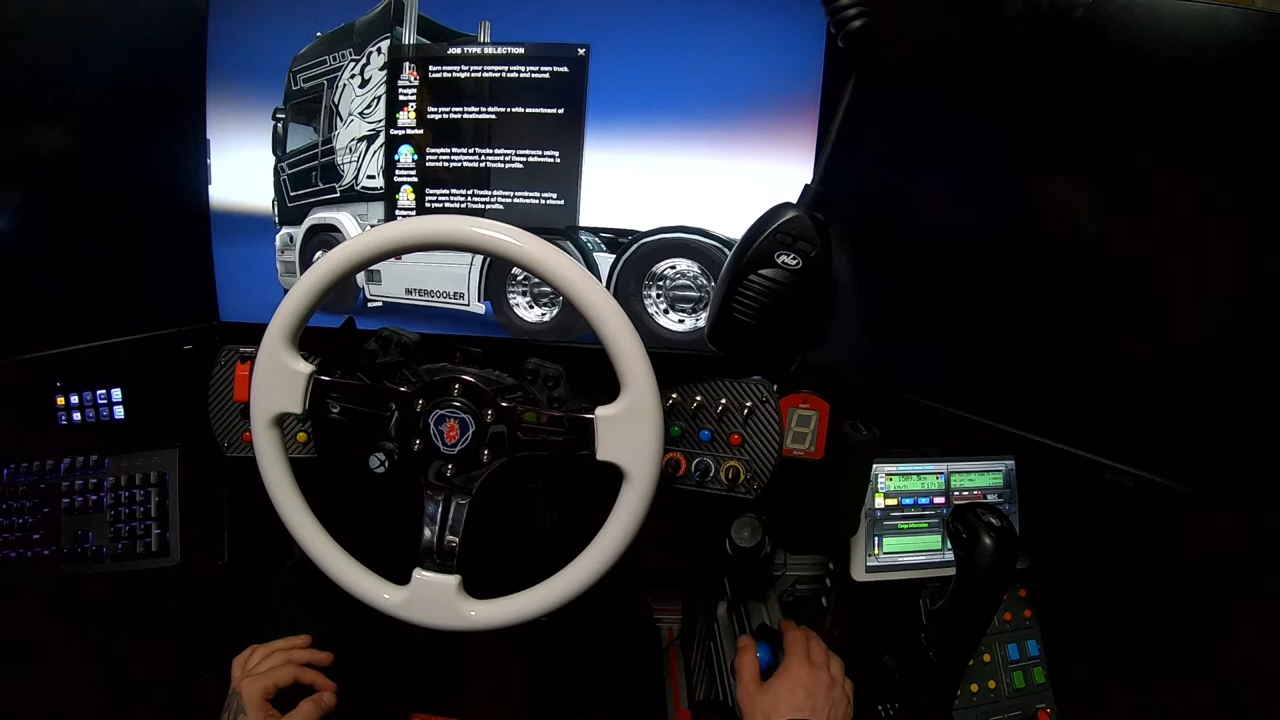 JOB TYPE SELECTION
Earn money for your company using your own truck.
Load the freight and deliver it safe and sound.
Freight
Market
Use your own trailer to deliver a wide assortment of
cargo to their destinations.
Cargo Market
Complete World of Trucks delivery contracts using
your own equipment. A record of these deliveries is
stored to your World of Trucks profile.
External
Contracts
Complete World of Trucks delivery contracts using
your own trailer. A record of these deliveries is stored
to your World of Trucks profile.
External
INTERCOOLER
PNI
Cargo Information